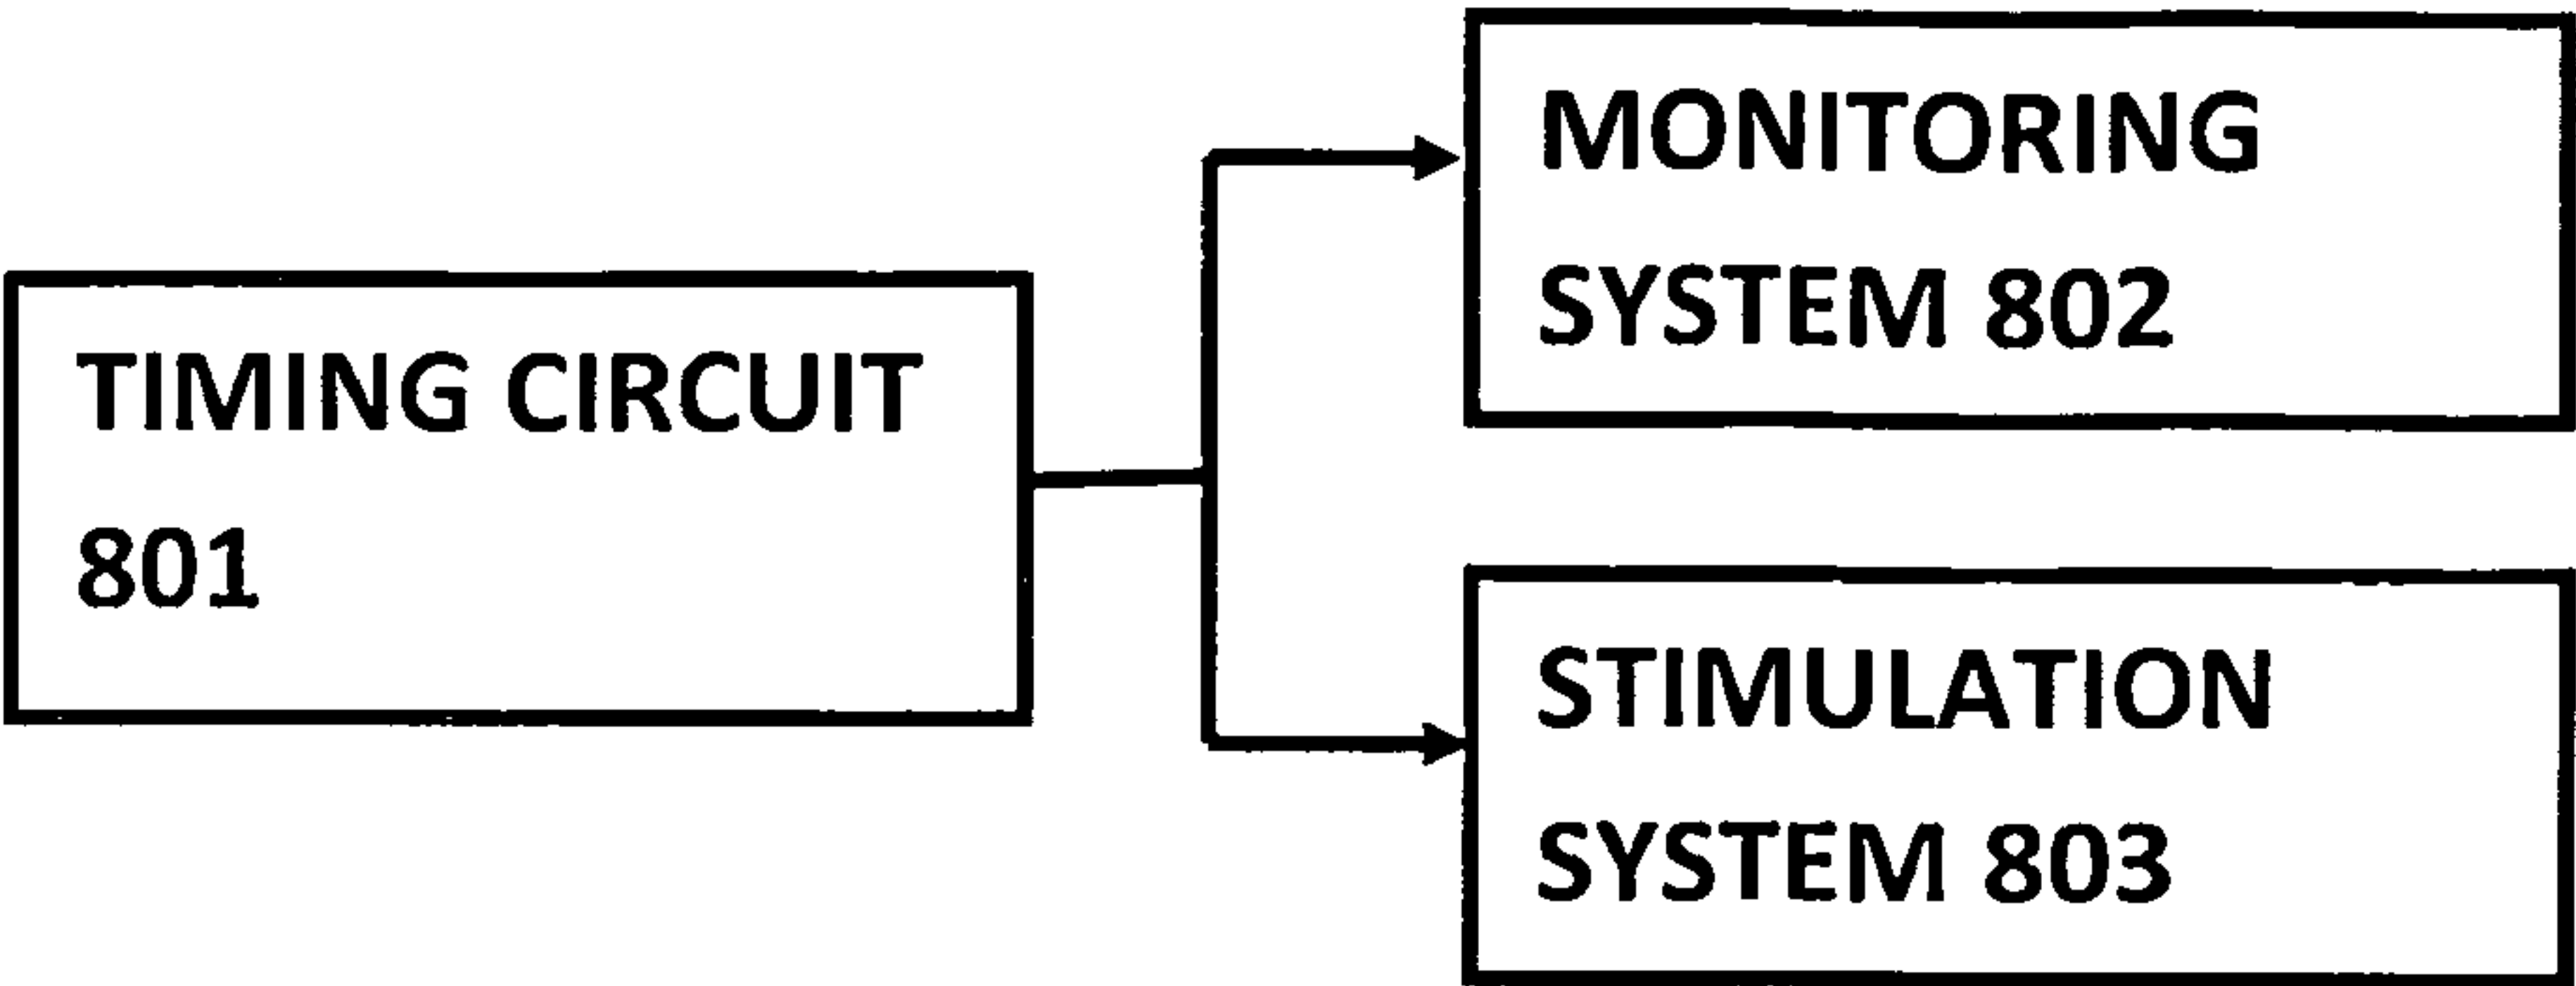 TIMING CIRCUIT
801
MONITORING
SYSTEM 802
STIMULATION
SYSTEM 803